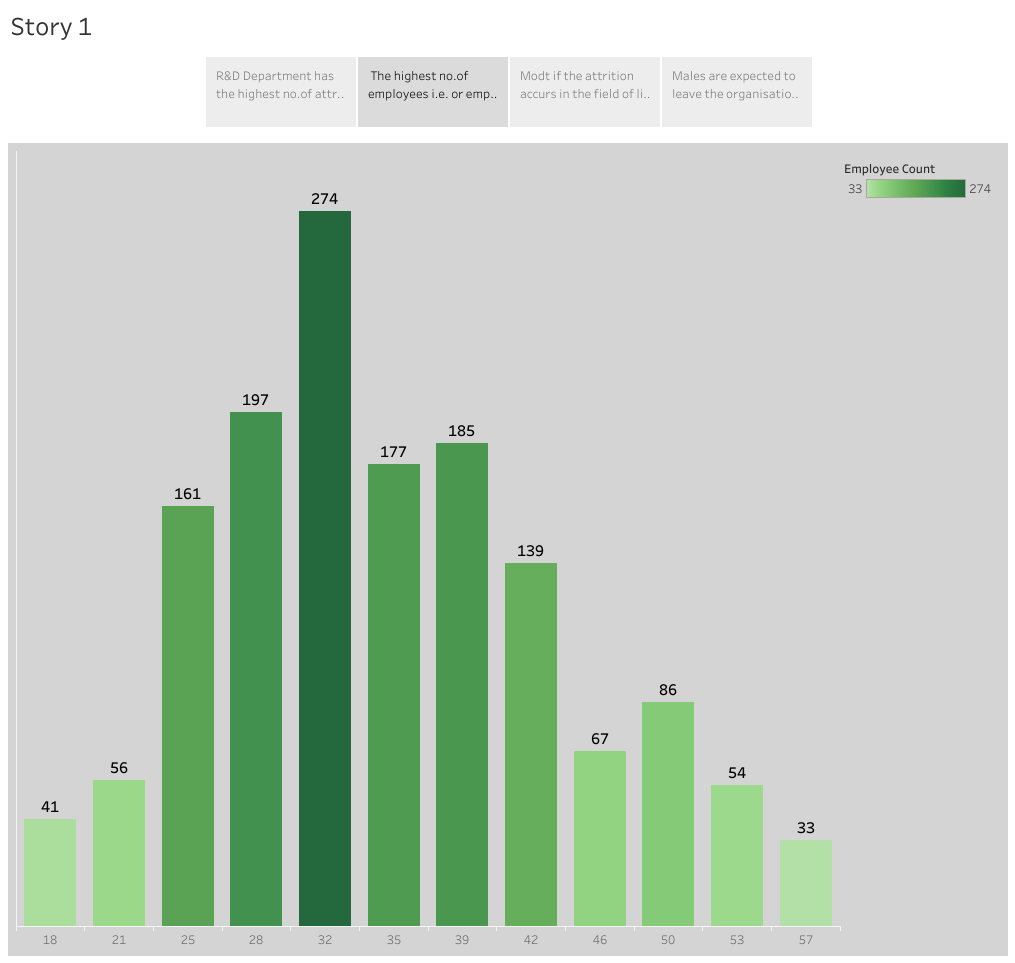 Story 1
R&D Department has
the highest no.of attr..
The highest no.of
employees i.e. or emp..
Modt if the attrition
accurs in the field of li..
Males are expected to
leave the organisatio..
Employee Count
33 274
274
197
185
177
161
139
86
67
56
54
41
33
18 21 25 28 32 35 39 42 46 50 53 57